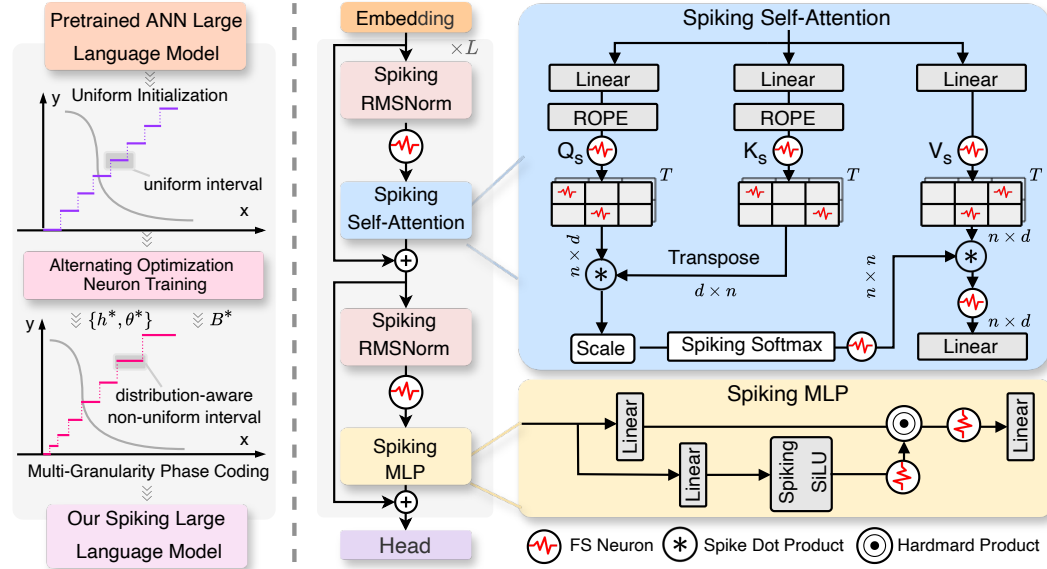 Pretrained ANN Large
Language Model
y
Uniform Initialization
uniform interval
x
Alternating Optimization
Neuron Training
{h*, θ*}
B*
y
distribution-aware
non-uniform interval
x
Multi-Granularity Phase Coding
Our Spiking Large
Language Model
Embedding
×L
Spiking
RMSNorm
Spiking
Self-Attention
+
Spiking
RMSNorm
Spiking
MLP
+
Head
Spiking Self-Attention
Linear
Linear
Linear
ROPE
ROPE
Qs
Ks
Vs
T
T
T
n × d
Transpose
d × n
n × n
n × d
Scale
Spiking Softmax
n × d
Linear
Spiking MLP
Linear
Linear
Spiking
SiLU
Linear
FS Neuron
Spike Dot Product
Hardmard Product